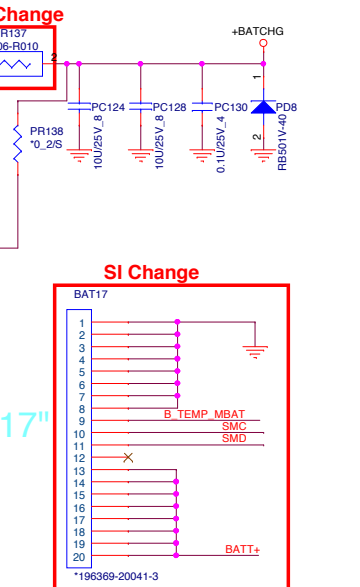 Change
+BATCHG
R137
06-R010
2
1
PC124
PC128
PC130
PD8
PR138
*0_2/S
10U/25V_8
10U/25V_8
0.1U/25V_4
2
RB501V-40
SI Change
BAT17
1
2
3
4
5
6
7
8
B_TEMP_MBAT
9
SMC
10
SMD
11
12
13
14
15
16
17
18
19
BATT+
20
17"
*196369-20041-3